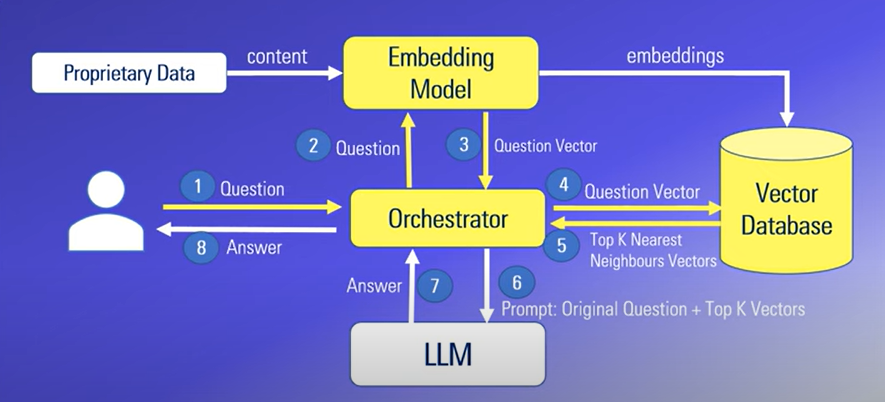 Proprietary Data
content
Embedding
Model
embeddings
2 Question
3 Question Vector
1 Question
4 Question Vector
Orchestrator
Vector
Database
8 Answer
5 Top K Nearest
Neighbours Vectors
Answer 7
6
Prompt: Original Question + Top K Vectors
LLM